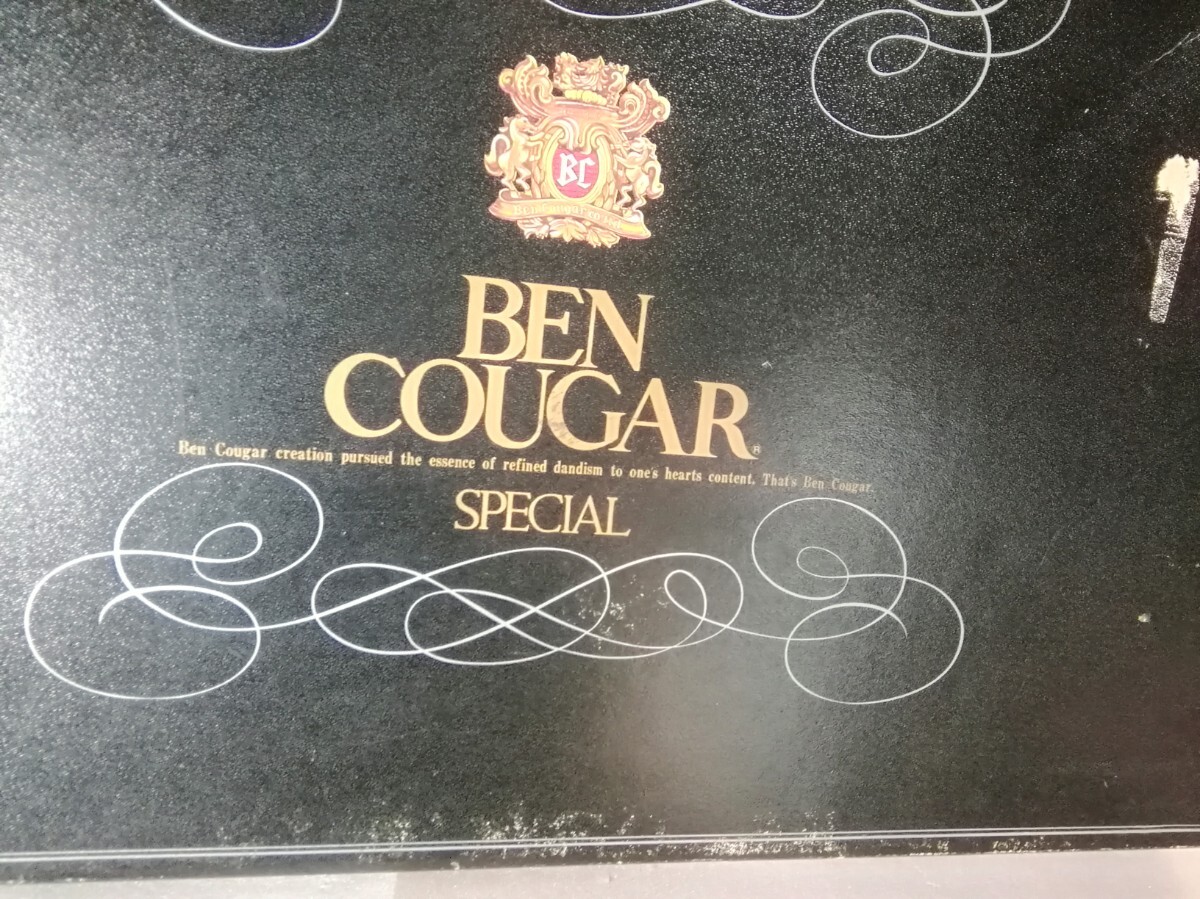 BC
BEN
COUGAR®
Ben Cougar creation pursued the essence of refined dandism to one's hearts content. That's Ben Cougar.
SPECIAL